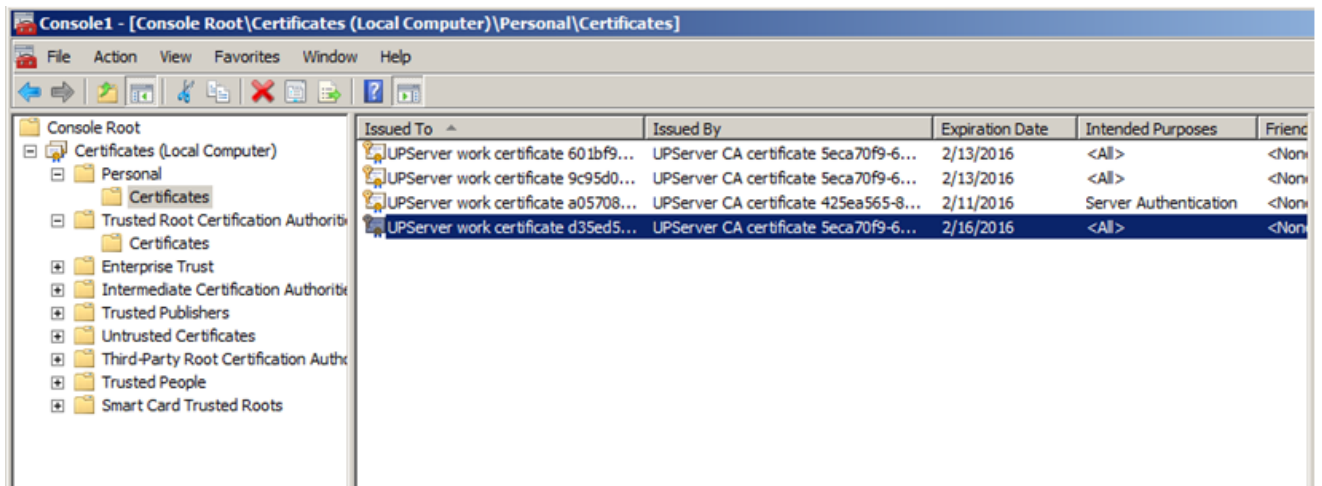 Console1 - [Console Root\Certificates (Local Computer)\Personal\Certificates]
File Action View Favorites Window Help
Console Root
Certificates (Local Computer)
Personal
Certificates
Trusted Root Certification Authoriti
Certificates
Enterprise Trust
Intermediate Certification Authoritie
Trusted Publishers
Untrusted Certificates
Third-Party Root Certification Autho
Trusted People
Smart Card Trusted Roots
Issued To Issued By Expiration Date Intended Purposes Friend
UPServer work certificate 601bf9... UPServer CA certificate 5eca70f9-6... 2/13/2016 <All> <Non
UPServer work certificate 9c95d0... UPServer CA certificate 5eca70f9-6... 2/13/2016 <All> <Non
UPServer work certificate a05708... UPServer CA certificate 425ea565-8... 2/11/2016 Server Authentication <Non
UPServer work certificate d35ed5... UPServer CA certificate 5eca70f9-6... 2/16/2016 <All> <Non